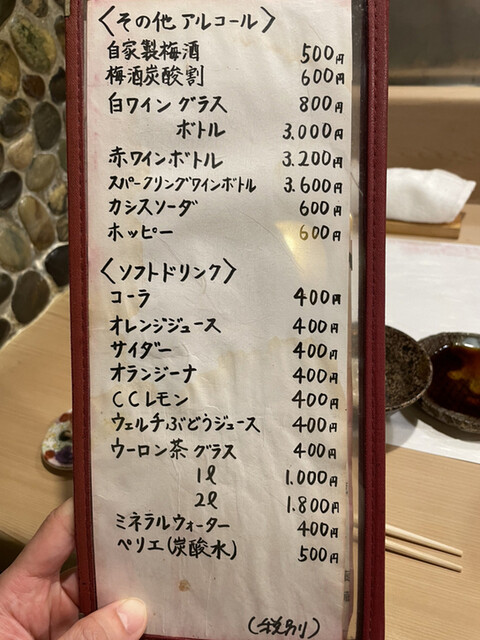 〈その他アルコール〉
自家製梅酒 500円
梅酒炭酸割 600円
白ワイン グラス 800円
ボトル 3.000円
赤ワインボトル 3.200円
スパークリングワインボトル 3.600円
カシスソーダ 600円
ホッピー 600円
〈ソフトドリンク〉
コーラ 400円
オレンジジュース 400円
サイダー 400円
オランジーナ 400円
CCレモン 400円
ウェルチぶどうジュース 400円
ウーロン茶 グラス 400円
1ℓ 1.000円
2ℓ 1.800円
ミネラルウォーター 400円
ペリエ(炭酸水) 500円
(税別)